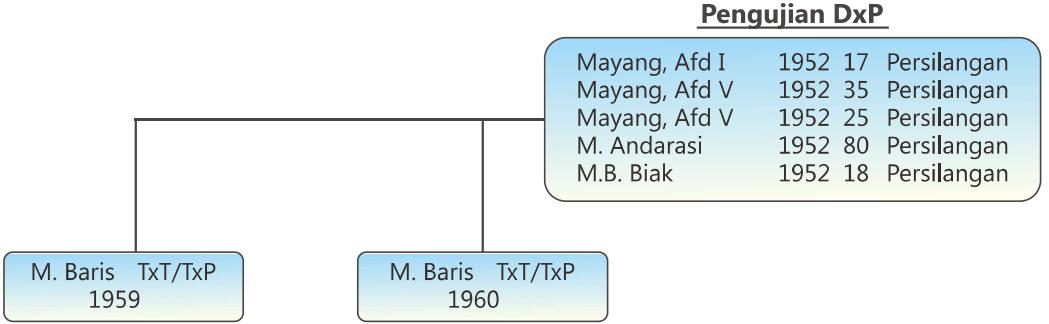 Pengujian DxP
Mayang, Afd I 1952 17 Persilangan
Mayang, Afd V 1952 35 Persilangan
Mayang, Afd V 1952 25 Persilangan
M. Andarasi 1952 80 Persilangan
M.B. Biak 1952 18 Persilangan
M. Baris TxT/TxP
1959
M. Baris TxT/TxP
1960